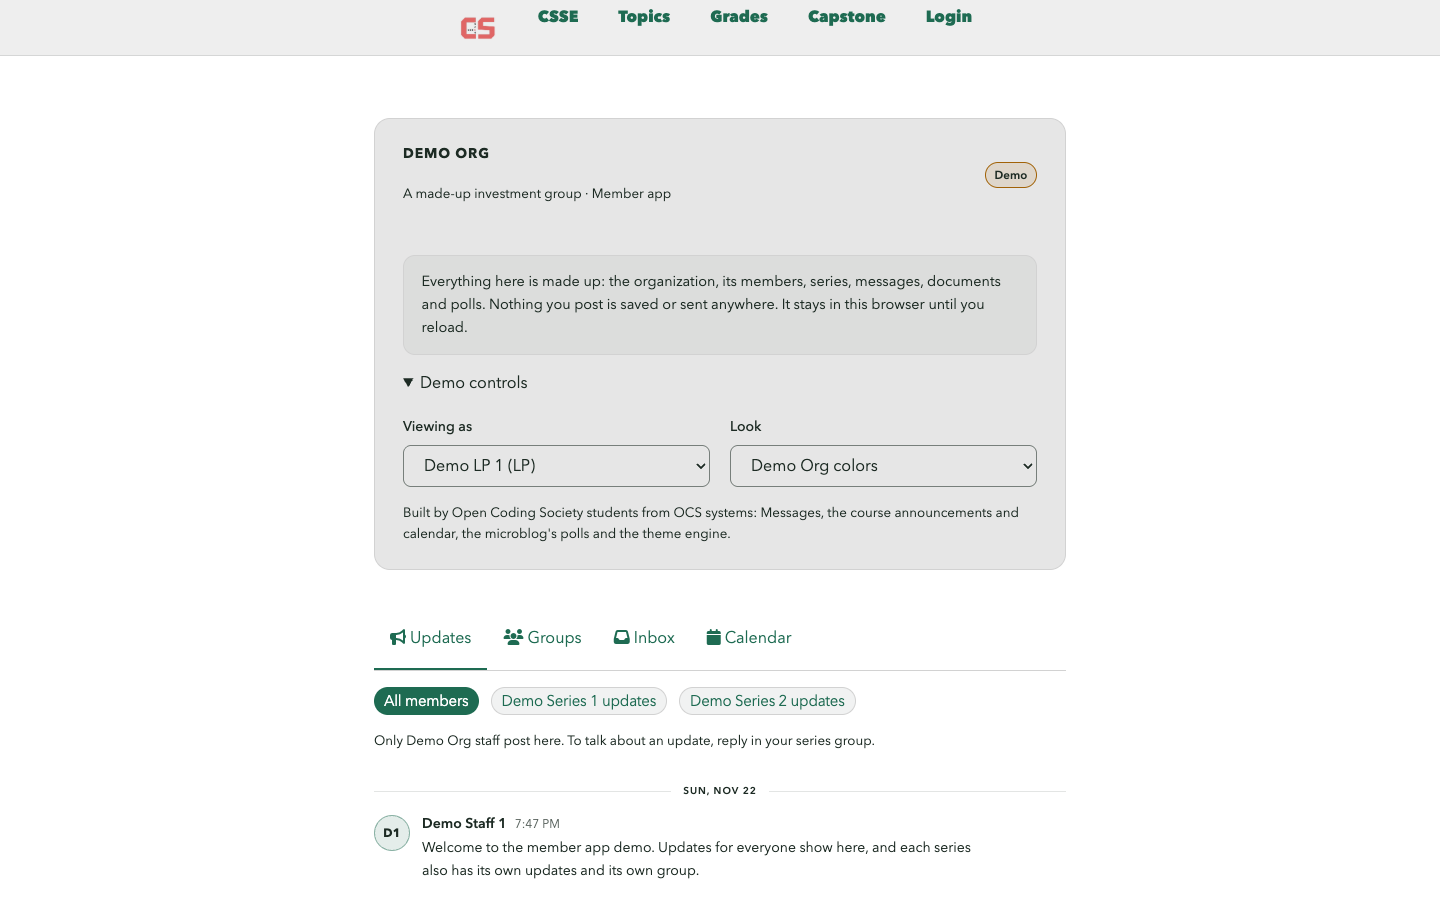 CS
CSSE
Topics
Grades
Capstone
Login
DEMO ORG
Demo
A made-up investment group · Member app
Everything here is made up: the organization, its members, series, messages, documents
and polls. Nothing you post is saved or sent anywhere. It stays in this browser until you
reload.
Demo controls
Viewing as
Look
Demo LP 1 (LP)
Demo Org colors
Built by Open Coding Society students from OCS systems: Messages, the course announcements and
calendar, the microblog's polls and the theme engine.
Updates
Groups
Inbox
Calendar
All members
Demo Series 1 updates
Demo Series 2 updates
Only Demo Org staff post here. To talk about an update, reply in your series group.
SUN, NOV 22
D1
Demo Staff 1 7:47 PM
Welcome to the member app demo. Updates for everyone show here, and each series
also has its own updates and its own group.